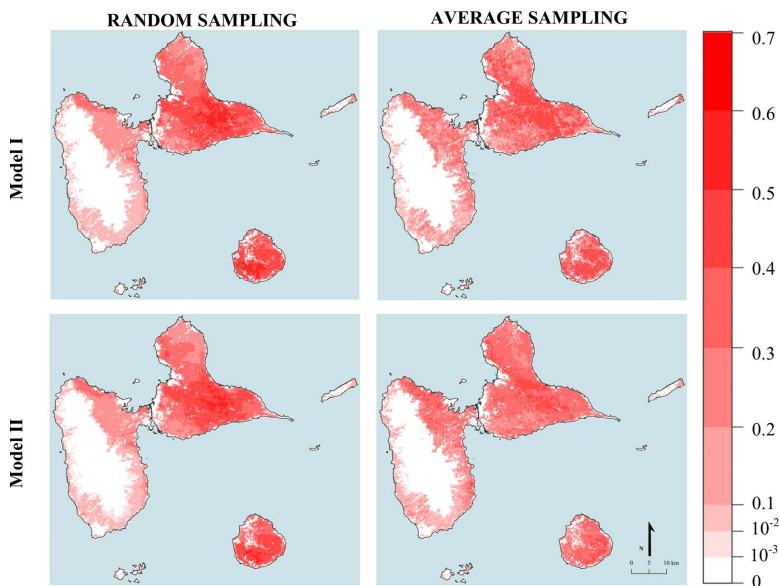 RANDOM SAMPLING
AVERAGE SAMPLING
Model I
Model II
0.7
0.6
0.5
0.4
0.3
0.2
0.1
10⁻²
10⁻³
0
N
0 5 10 km